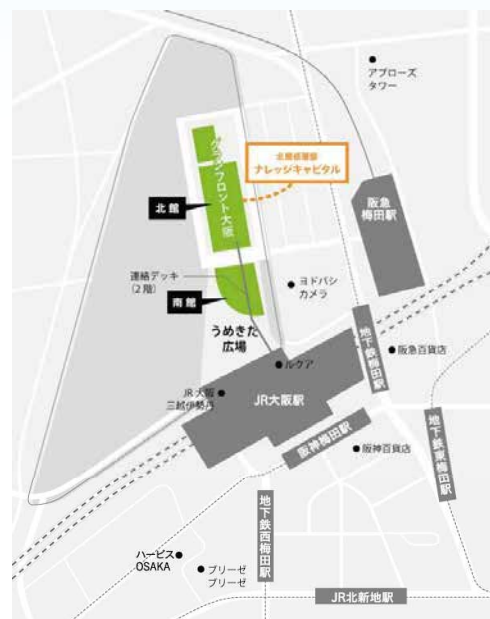 アプローズ
タワー
北館低層部
ナレッジキャピタル
グランフロント大阪
北館
阪急
梅田駅
連絡デッキ
（2階）
南館
ヨドバシ
カメラ
うめきた
広場
地下鉄梅田駅
阪急百貨店
ルクア
JR大阪
三越伊勢丹
JR大阪駅
阪神梅田駅
地下鉄東梅田駅
阪神百貨店
地下鉄西梅田駅
ハービス
OSAKA
ブリーゼ
ブリーゼ
JR北新地駅